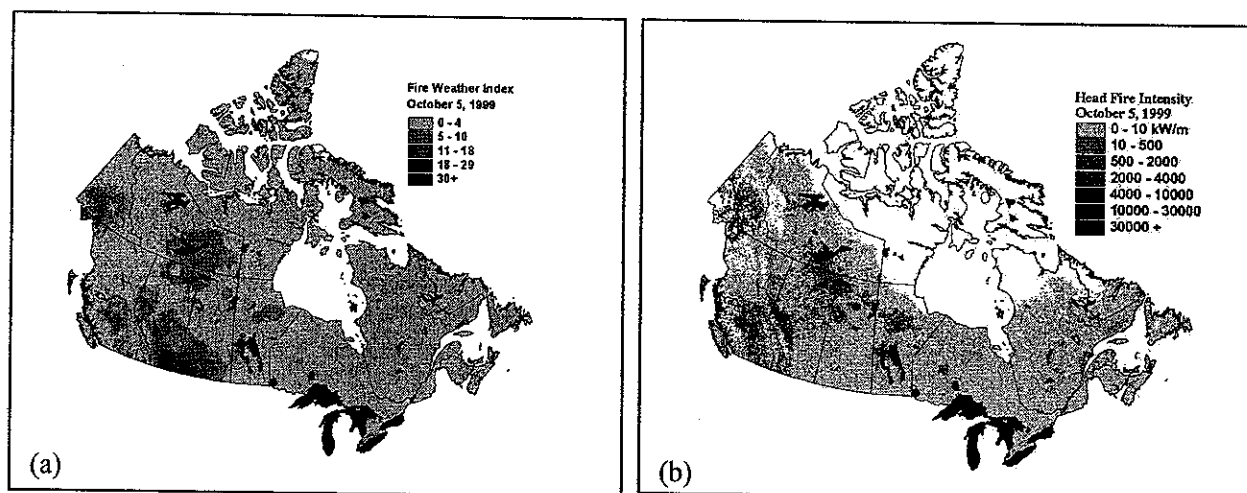 Fire Weather Index
October 5, 1999
0 - 4
5 - 10
11 - 18
18 - 29
30+
(a)
Head Fire Intensity
October 5, 1999
0 - 10 kW/m
10 - 500
500 - 2000
2000 - 4000
4000 - 10000
10000 - 30000
30000 +
(b)